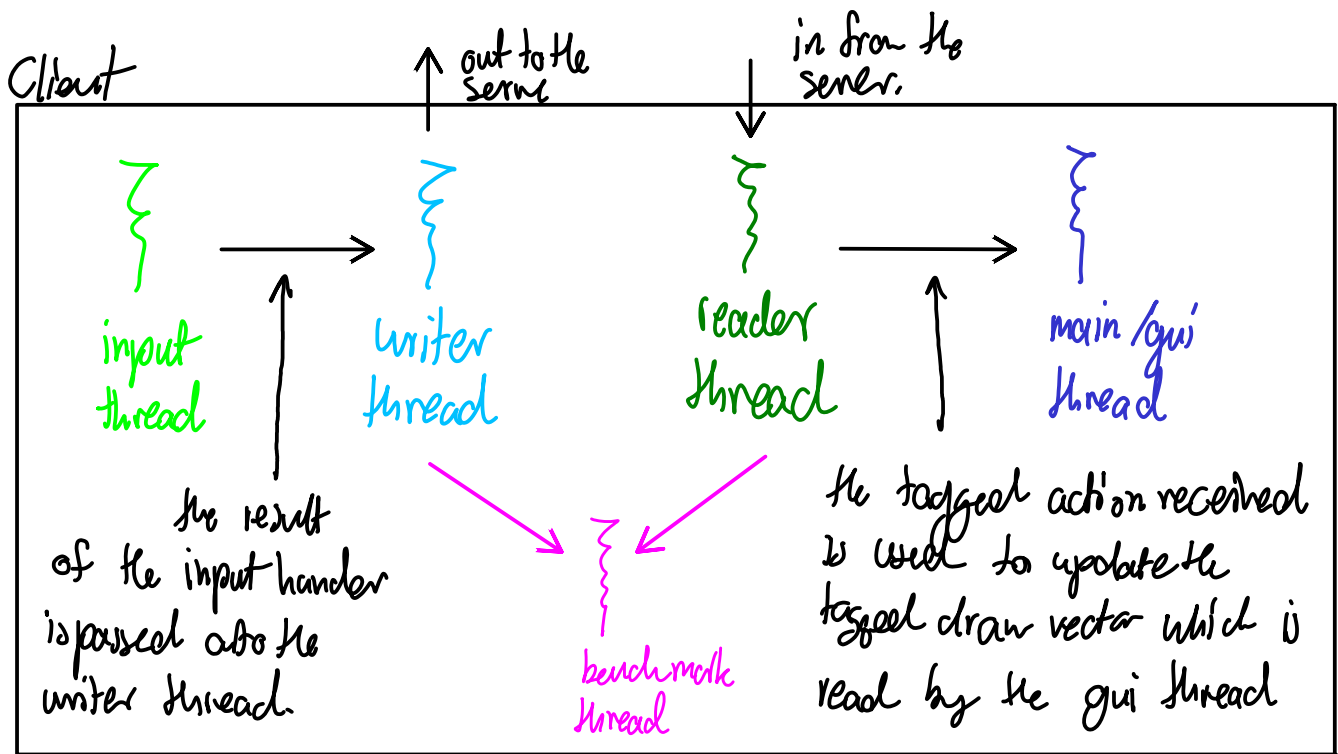 Client
out to the
serve
in from the
server.
input
thread
writer
thread
reader
thread
main/gui
thread
the result
of the input hander
is passed onto the
writer thread.
benchmark
thread
the tagged action received
is used to update the
tagged draw vector which is
read by the gui thread